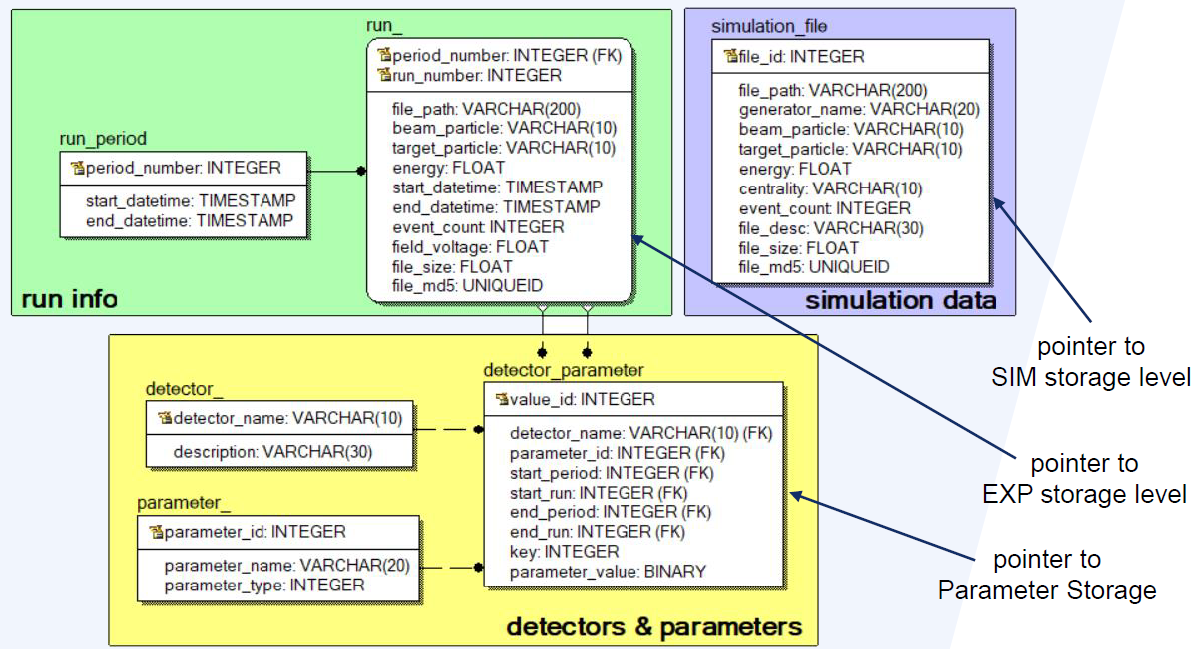 run_
period_number: INTEGER (FK)
run_number: INTEGER
file_path: VARCHAR(200)
beam_particle: VARCHAR(10)
target_particle: VARCHAR(10)
energy: FLOAT
start_datetime: TIMESTAMP
end_datetime: TIMESTAMP
event_count: INTEGER
field_voltage: FLOAT
file_size: FLOAT
file_md5: UNIQUEID
run_period
period_number: INTEGER
start_datetime: TIMESTAMP
end_datetime: TIMESTAMP
run info
simulation_file
file_id: INTEGER
file_path: VARCHAR(200)
generator_name: VARCHAR(20)
beam_particle: VARCHAR(10)
target_particle: VARCHAR(10)
energy: FLOAT
centrality: VARCHAR(10)
event_count: INTEGER
file_desc: VARCHAR(30)
file_size: FLOAT
file_md5: UNIQUEID
simulation data
pointer to
SIM storage level
detector_
detector_name: VARCHAR(10)
description: VARCHAR(30)
parameter_
parameter_id: INTEGER
parameter_name: VARCHAR(20)
parameter_type: INTEGER
detector_parameter
value_id: INTEGER
detector_name: VARCHAR(10) (FK)
parameter_id: INTEGER (FK)
start_period: INTEGER (FK)
start_run: INTEGER (FK)
end_period: INTEGER (FK)
end_run: INTEGER (FK)
key: INTEGER
parameter_value: BINARY
detectors & parameters
pointer to
EXP storage level
pointer to
Parameter Storage